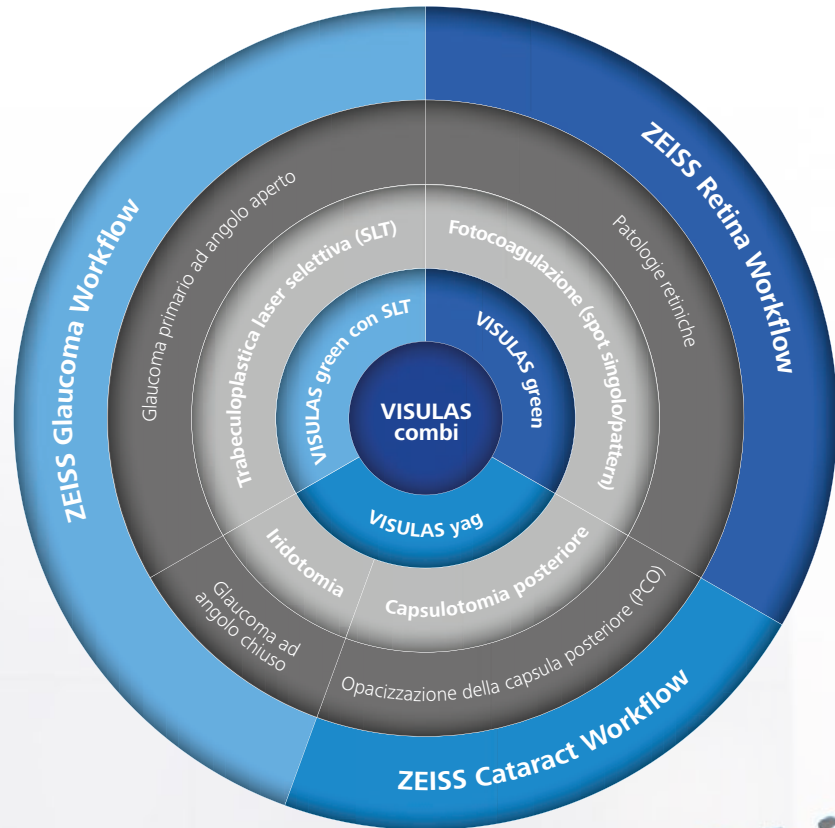 ZEISS Glaucoma Workflow
ZEISS Retina Workflow
ZEISS Cataract Workflow
Glaucoma primario ad angolo aperto
Patologie retiniche
Glaucoma ad
angolo chiuso
Opacizzazione della capsula posteriore (PCO)
Trabeculoplastica laser selettiva (SLT)
Fotocoagulazione (spot singolo/pattern)
Iridotomia
Capsulotomia posteriore
VISULAS green con SLT
VISULAS green
VISULAS yag
VISULAS
combi